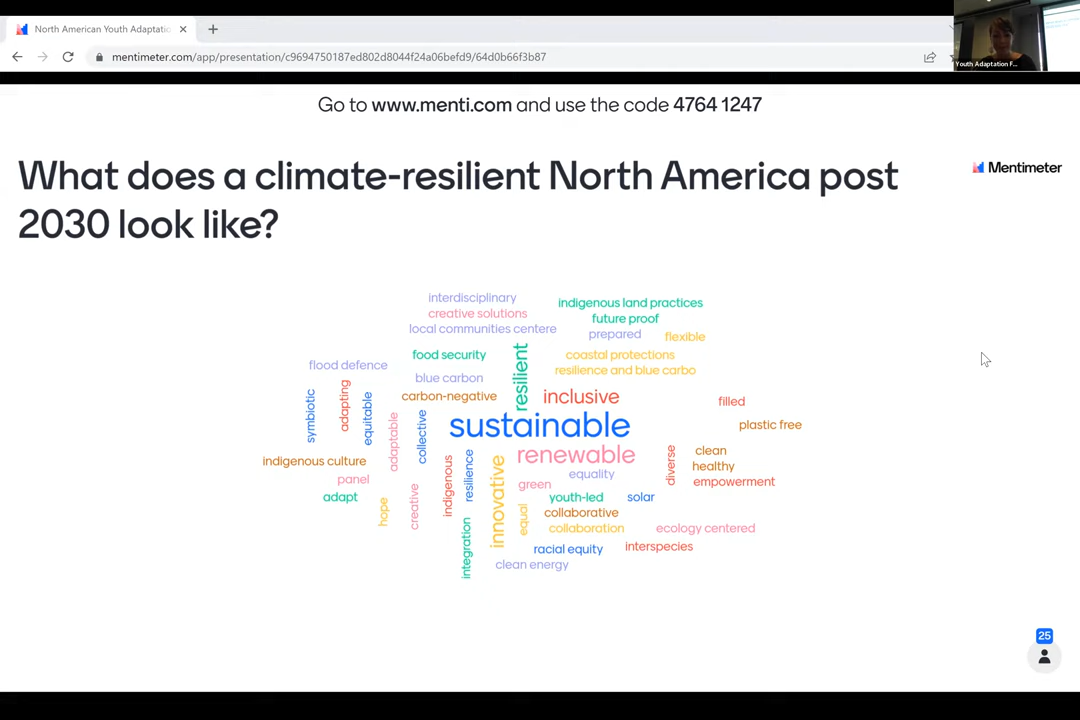 North American Youth Adaptatio
mentimeter.com/app/presentation/c9694750187ed802d8044f24a06befd9/64d0b66f3b87
Youth Adaptation F...
Go to www.menti.com and use the code 4764 1247
What does a climate-resilient North America post
2030 look like?
Mentimeter
interdisciplinary
indigenous land practices
creative solutions
future proof
local communities centere
prepared
flexible
food security
resilient
coastal protections
flood defence
resilience and blue carbo
blue carbon
symbiotic
adapting
equitable
carbon-negative
inclusive
filled
adaptable
collective
sustainable
plastic free
renewable
diverse
clean
indigenous culture
healthy
panel
indigenous
resilience
innovative
equality
empowerment
green
adapt
hope
creative
equal
youth-led
solar
collaborative
integration
collaboration
ecology centered
racial equity
interspecies
clean energy
25